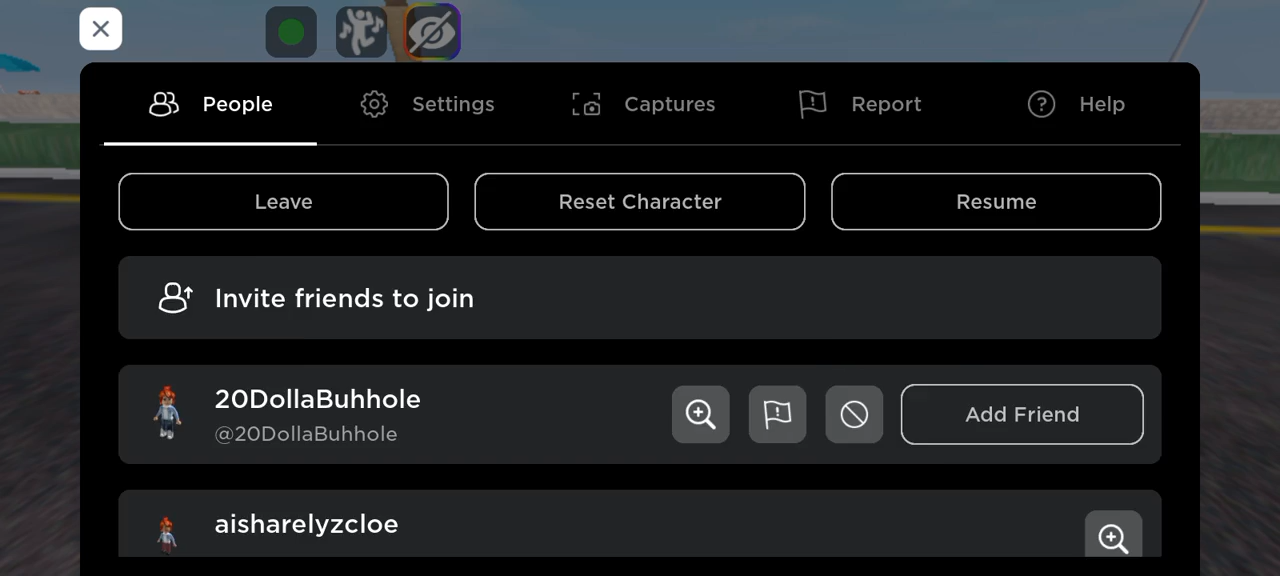 People
Settings
Captures
Report
Help
Leave
Reset Character
Resume
Invite friends to join
20DollaBuhhole
@20DollaBuhhole
Add Friend
aisharelyzcloe